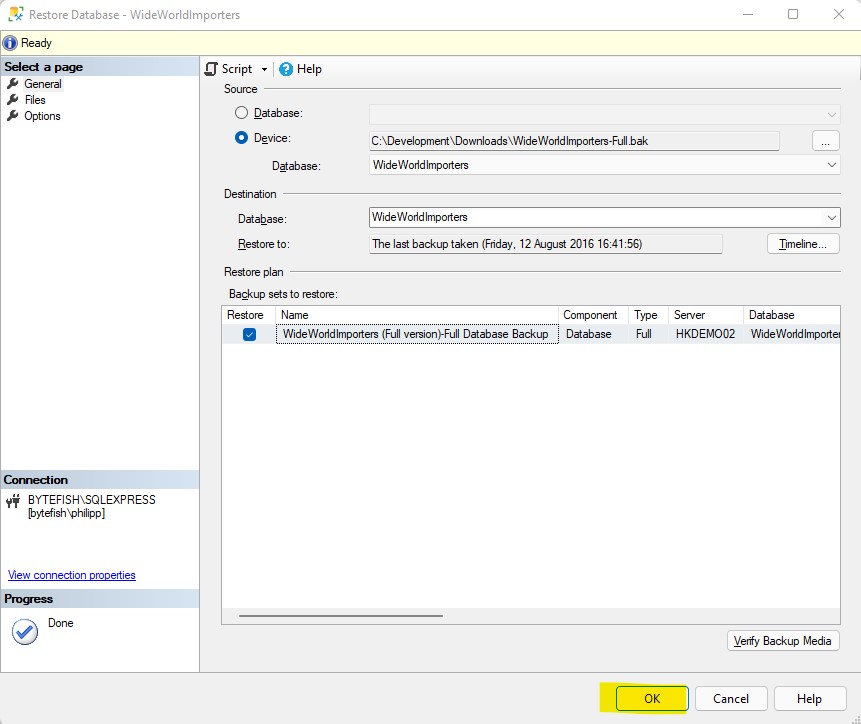 Restore Database - WideWorldImporters
Ready
Select a page
General
Files
Options
Script
Help
Source
Database:
Device:
C:\Development\Downloads\WideWorldImporters-Full.bak
...
Database:
WideWorldImporters
Destination
Database:
WideWorldImporters
Restore to:
The last backup taken (Friday, 12 August 2016 16:41:56)
Timeline...
Restore plan
Backup sets to restore:
Restore Name Component Type Server Database
WideWorldImporters (Full version)-Full Database Backup Database Full HKDEMO02 WideWorldImporter
Connection
BYTEFISH\SQLEXPRESS
[bytefish\philipp]
View connection properties
Progress
Done
Verify Backup Media
OK Cancel Help